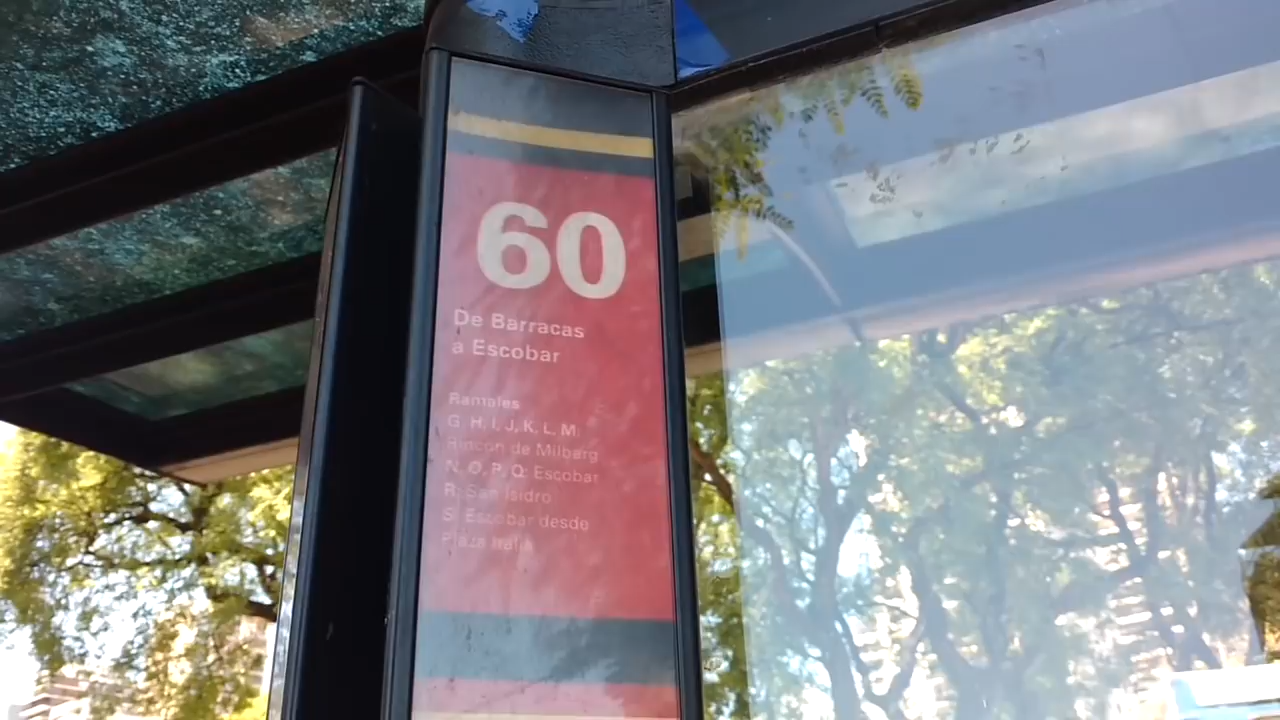 60
De Barracas
a Escobar
Ramales
G, H, I, J, K, L, M:
Rincón de Milberg
N, O, P, Q: Escobar
R: San Isidro
S: Escobar desde
Plaza Italia